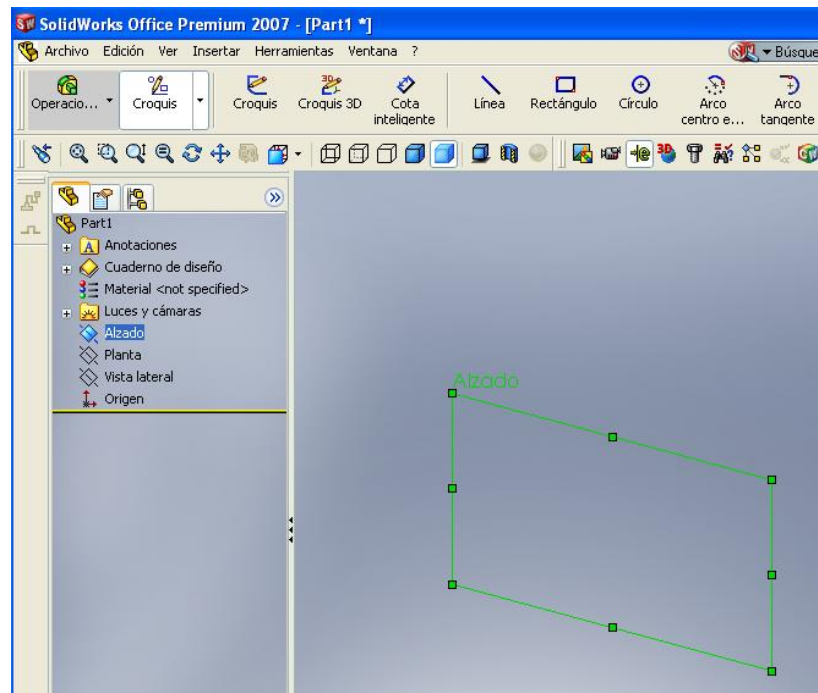 SolidWorks Office Premium 2007 - [Part1 *]
Archivo Edición Ver Insertar Herramientas Ventana ? Búsque
Operacio... Croquis Croquis Croquis 3D Cota inteligente Línea Rectángulo Círculo Arco centro e... Arco tangente
Part1
Anotaciones
Cuaderno de diseño
Material <not specified>
Luces y cámaras
Alzado
Planta
Vista lateral
Origen
Alzado